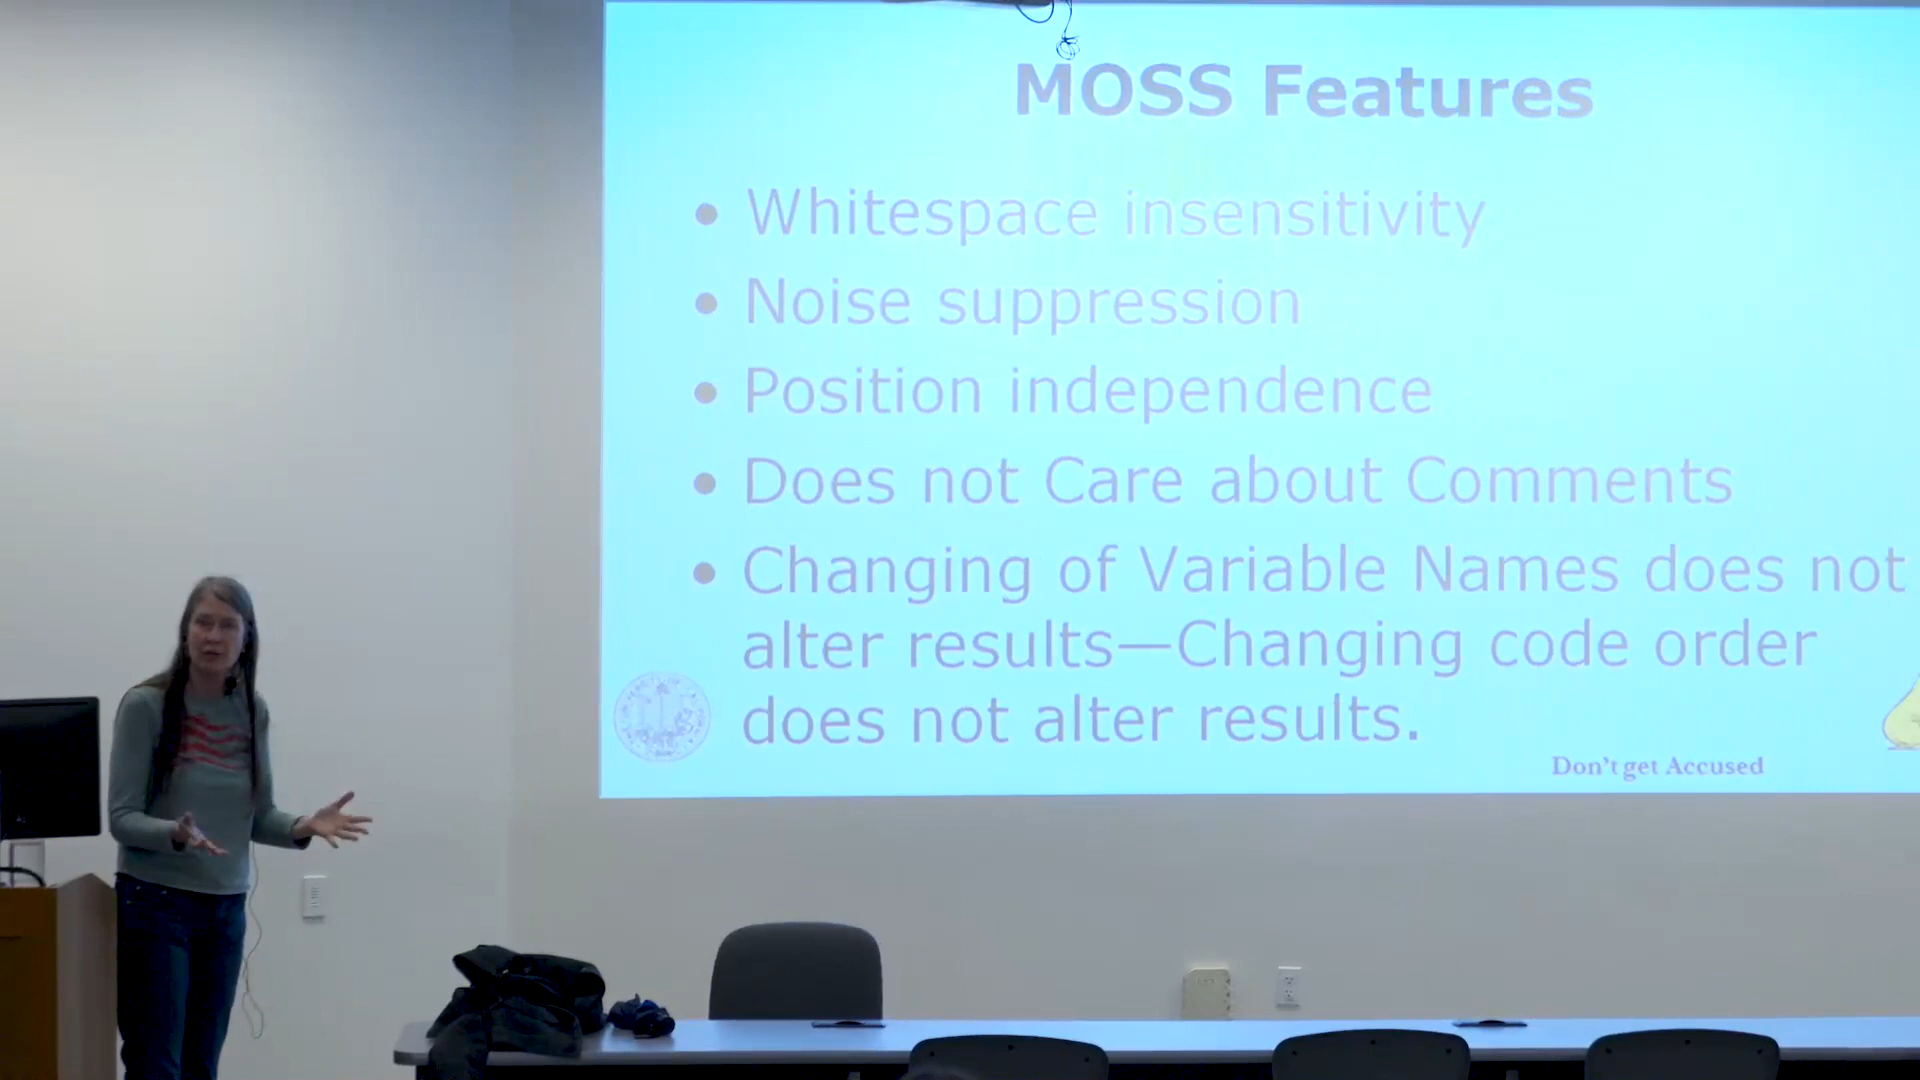 MOSS Features
• Whitespace insensitivity
• Noise suppression
• Position independence
• Does not Care about Comments
• Changing of Variable Names does not
alter results—Changing code order
does not alter results.
Don't get Accused